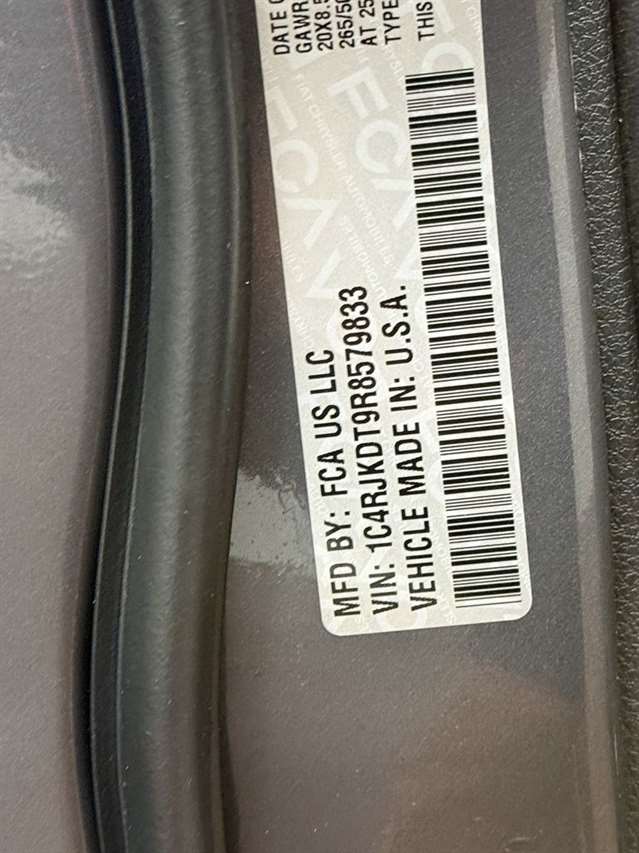 MFD BY: FCA US LLC
DATE O
VIN: 1C4RJKDT9R8579833
GAWR
20X8.5
265/50
VEHICLE MADE IN: U.S.A.
AT 25
TYPE
THIS